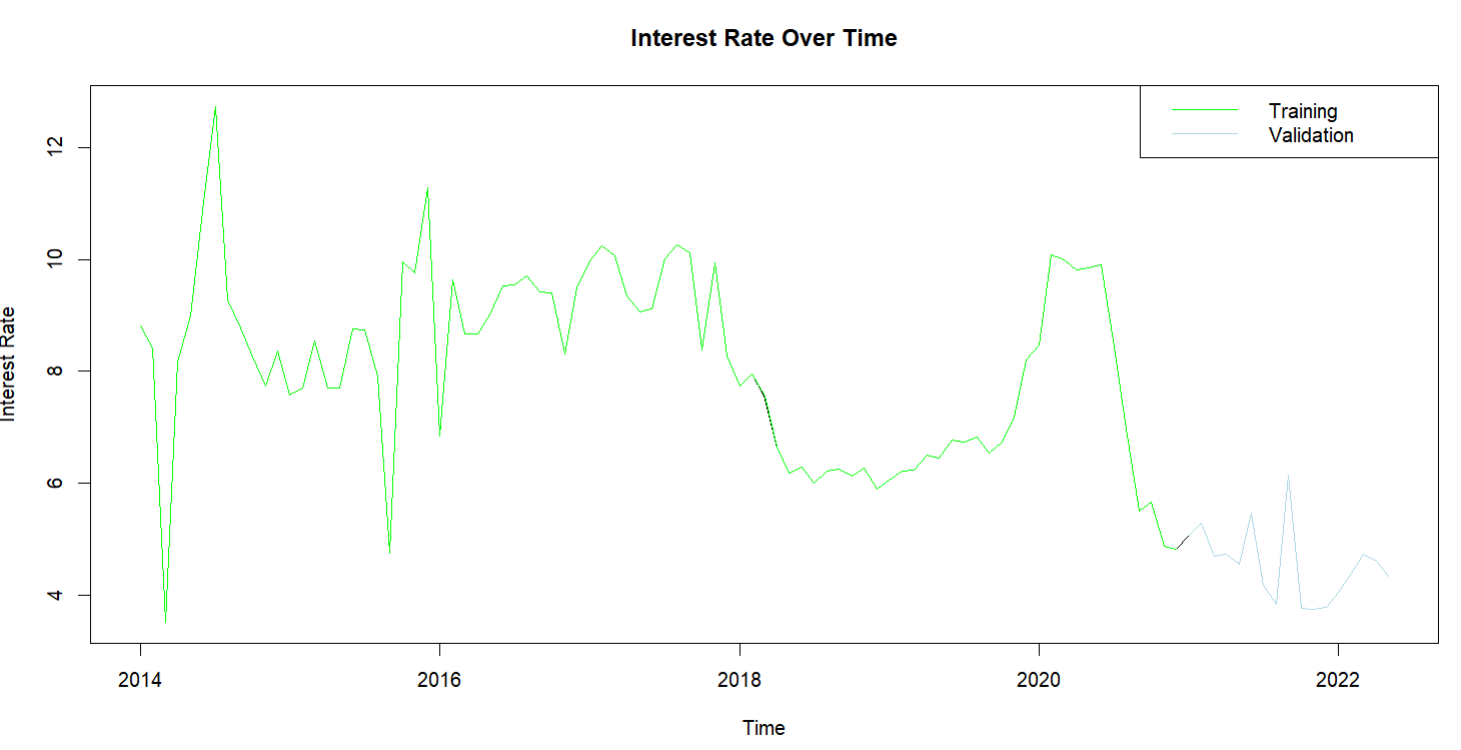 Interest Rate Over Time
Training
Validation
Interest Rate
12
10
8
6
4
2014 2016 2018 2020 2022
Time